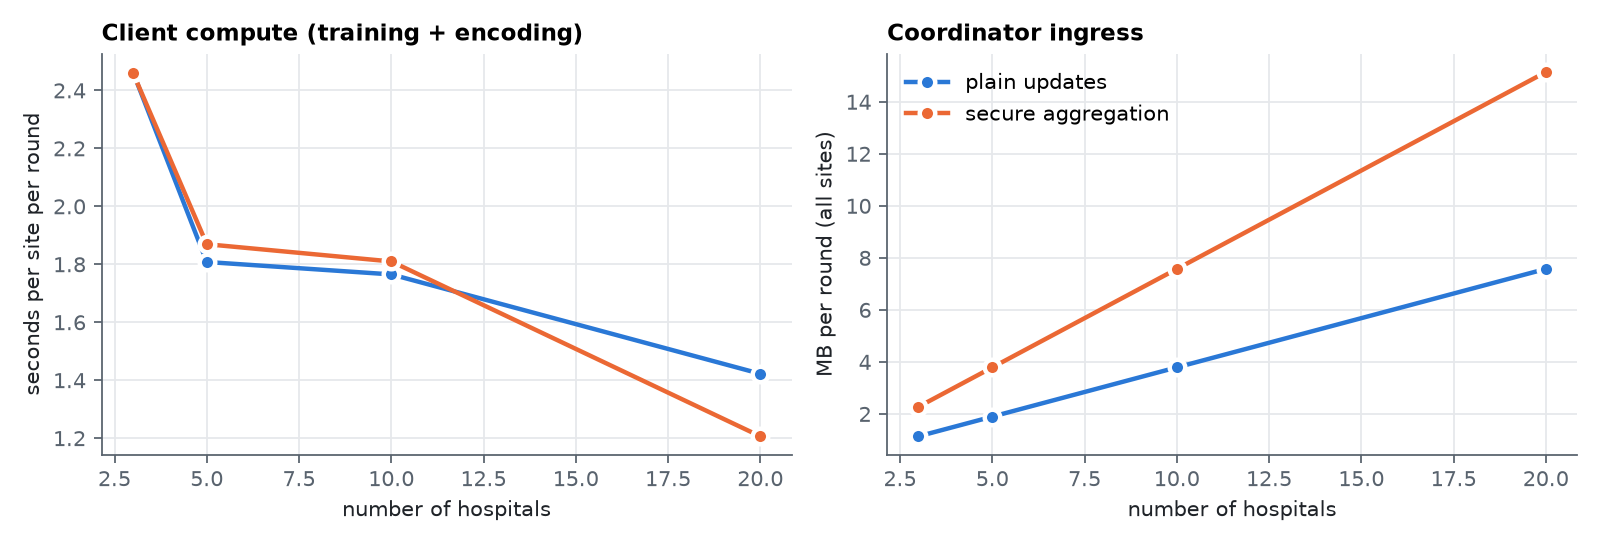 Client compute (training + encoding)
seconds per site per round
2.4
2.2
2.0
1.8
1.6
1.4
1.2
2.5 5.0 7.5 10.0 12.5 15.0 17.5 20.0
number of hospitals
Coordinator ingress
plain updates
secure aggregation
MB per round (all sites)
14
12
10
8
6
4
2
2.5 5.0 7.5 10.0 12.5 15.0 17.5 20.0
number of hospitals